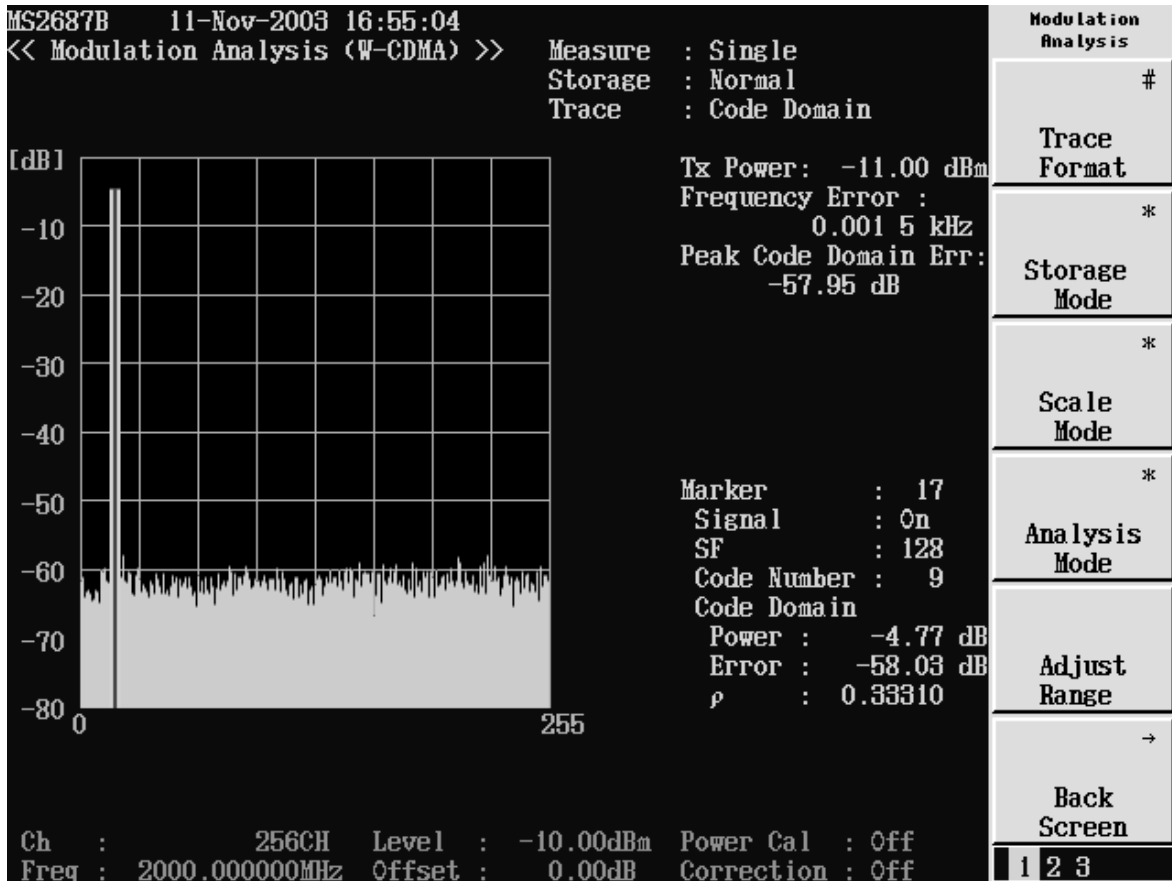 MS2687B 11-Nov-2003 16:55:04
<< Modulation Analysis (W-CDMA) >>
Measure : Single
Storage : Normal
Trace : Code Domain
[dB]
-10
-20
-30
-40
-50
-60
-70
-80
0
255
Tx Power: -11.00 dBm
Frequency Error :
0.001 5 kHz
Peak Code Domain Err:
-57.95 dB
Marker : 17
Signal : On
SF : 128
Code Number : 9
Code Domain
Power : -4.77 dB
Error : -58.03 dB
ρ : 0.33310
Ch : 256CH Level : -10.00dBm Power Cal : Off
Freq : 2000.000000MHz Offset : 0.00dB Correction : Off
Modulation
Analysis
#
Trace
Format
*
Storage
Mode
*
Scale
Mode
*
Analysis
Mode
Adjust
Range
→
Back
Screen
1 2 3